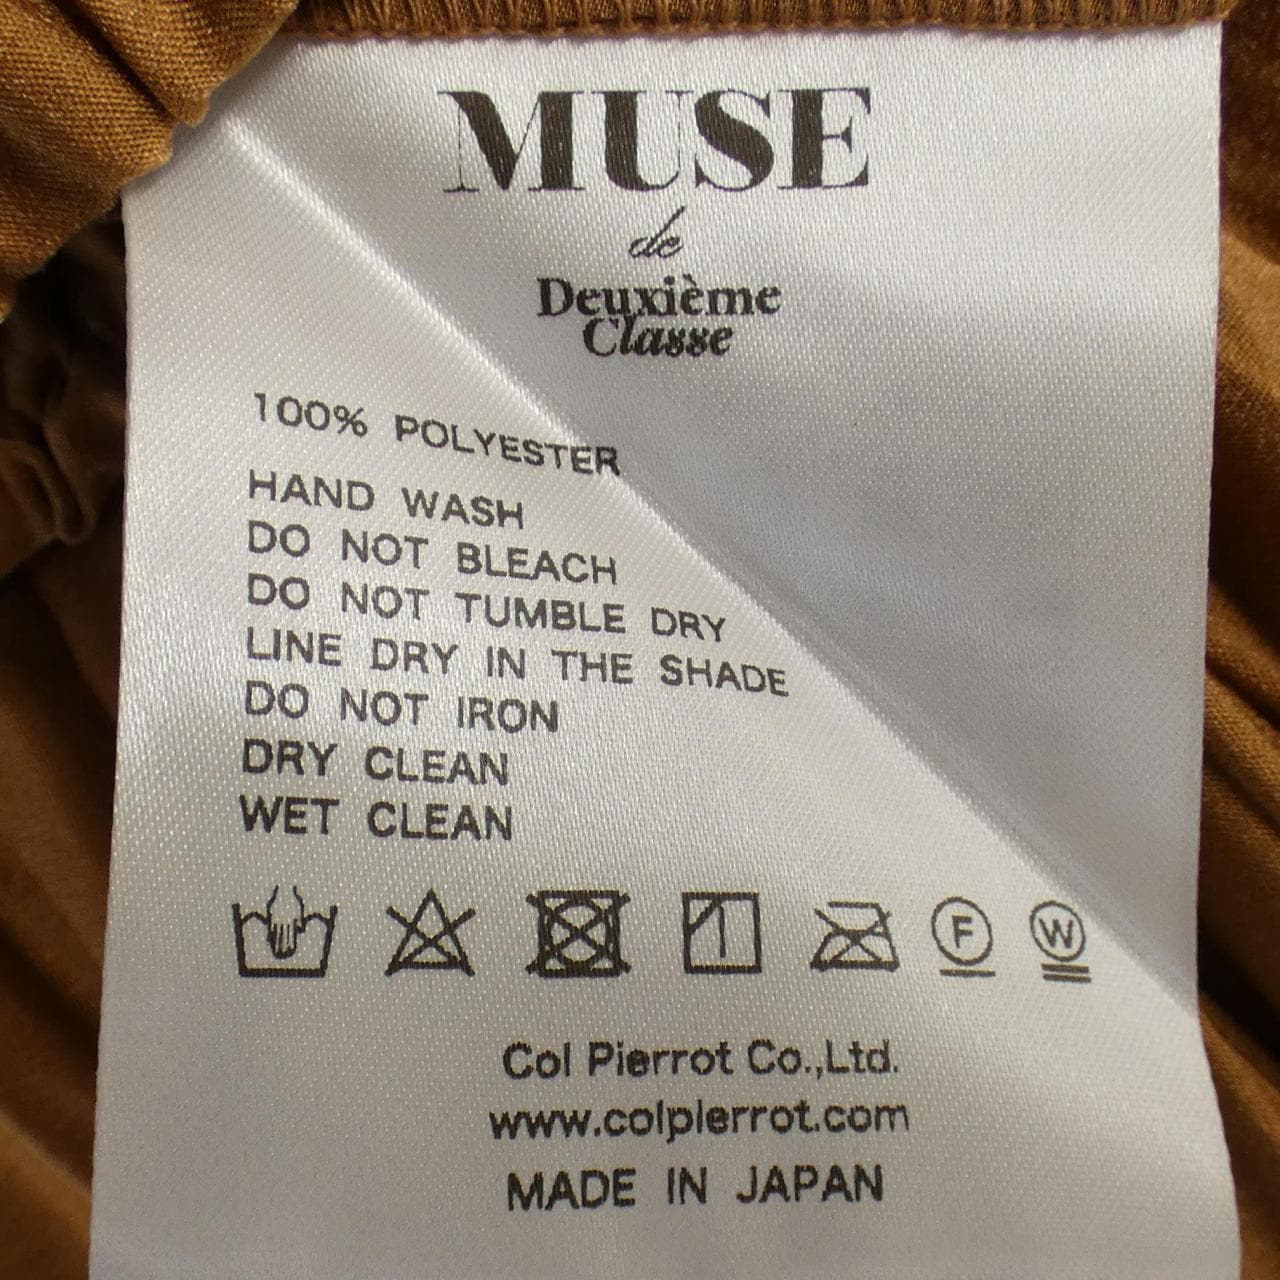 MUSE
de
Deuxième
Classe
100% POLYESTER
HAND WASH
DO NOT BLEACH
DO NOT TUMBLE DRY
LINE DRY IN THE SHADE
DO NOT IRON
DRY CLEAN
WET CLEAN
F W
Col Pierrot Co.,Ltd.
www.colpierrot.com
MADE IN JAPAN